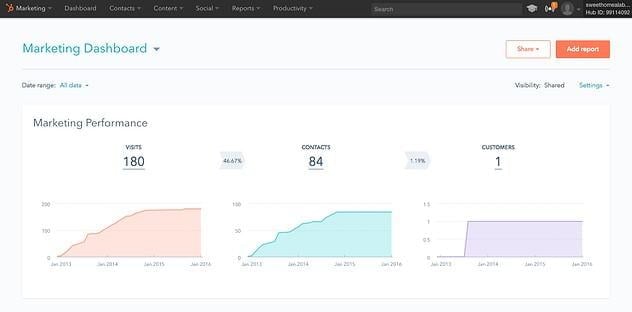 Marketing Dashboard Contacts Content Social Reports Productivity Search 1 sweethomealab...
Hub ID: 99114092
Marketing Dashboard Share Add report
Date range: All data Visibility: Shared Settings
Marketing Performance
VISITS CONTACTS CUSTOMERS
180 46.67% 84 1.19% 1
200 100 1.5
100 50 1
0.5
0 0 0
Jan 2013 Jan 2014 Jan 2015 Jan 2016 Jan 2013 Jan 2014 Jan 2015 Jan 2016 Jan 2013 Jan 2014 Jan 2015 Jan 2016